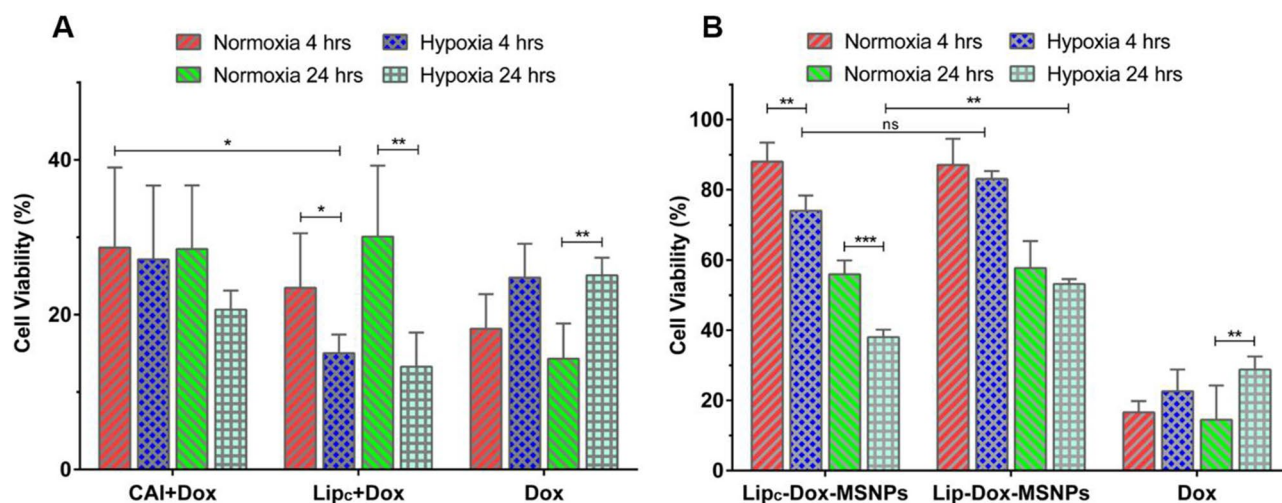 A
Normoxia 4 hrs
Hypoxia 4 hrs
Normoxia 24 hrs
Hypoxia 24 hrs
Cell Viability (%)
40
20
0
*
*
**
**
CAI+Dox
Lipc+Dox
Dox
B
Normoxia 4 hrs
Hypoxia 4 hrs
Normoxia 24 hrs
Hypoxia 24 hrs
Cell Viability (%)
100
80
60
40
20
0
**
**
ns
***
**
Lipc-Dox-MSNPs
Lip-Dox-MSNPs
Dox